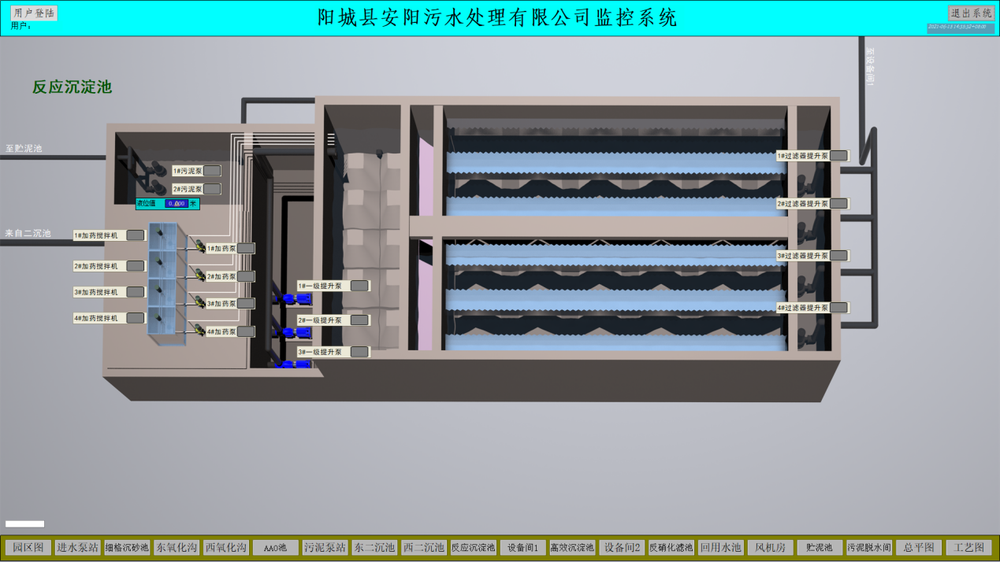 用户登陆
阳城县安阳污水处理有限公司监控系统
退出系统
用户:
至设备间1
反应沉淀池
至贮泥池
1#污泥泵
2#污泥泵
液位值 0.000 米
来自二沉池
1#加药搅拌机
2#加药搅拌机
3#加药搅拌机
4#加药搅拌机
1#加药泵
2#加药泵
3#加药泵
4#加药泵
1#一级提升泵
2#一级提升泵
3#一级提升泵
1#过滤器提升泵
2#过滤器提升泵
3#过滤器提升泵
4#过滤器提升泵
园区图 进水泵站 细格沉砂池 东氧化沟 西氧化沟 AAO池 污泥泵站 东二沉池 西二沉池 反应沉淀池 设备间1 高效沉淀池 设备间2 反硝化滤池 回用水池 风机房 贮泥池 污泥脱水间 总平图 工艺图